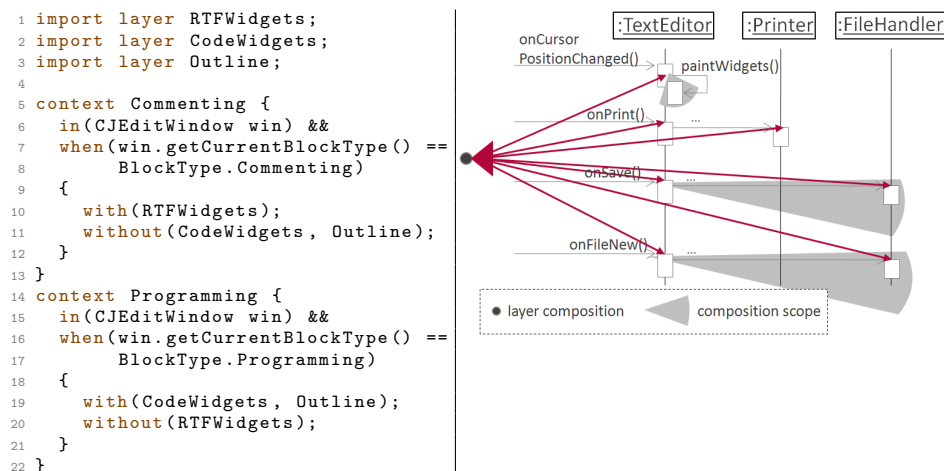 1 import layer RTFWidgets;
2 import layer CodeWidgets;
3 import layer Outline;
4
5 context Commenting {
6 in(CJEditWindow win) &&
7 when(win.getCurrentBlockType() ==
8 BlockType.Commenting)
9 {
10 with(RTFWidgets);
11 without(CodeWidgets, Outline);
12 }
13 }
14 context Programming {
15 in(CJEditWindow win) &&
16 when(win.getCurrentBlockType() ==
17 BlockType.Programming)
18 {
19 with(CodeWidgets, Outline);
20 without(RTFWidgets);
21 }
22 }
:TextEditor :Printer :FileHandler
onCursor
PositionChanged()
paintWidgets()
onPrint() ...
onSave() ...
onFileNew() ...
layer composition composition scope